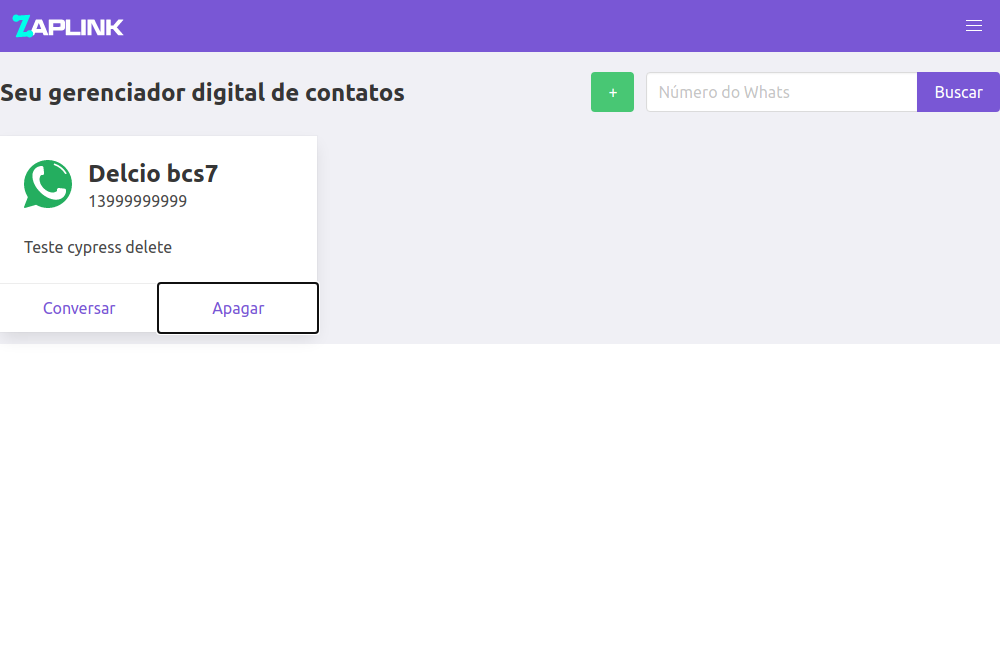 ZAPLINK
Seu gerenciador digital de contatos
+
Número do Whats
Buscar
Delcio bcs7
13999999999
Teste cypress delete
Conversar
Apagar